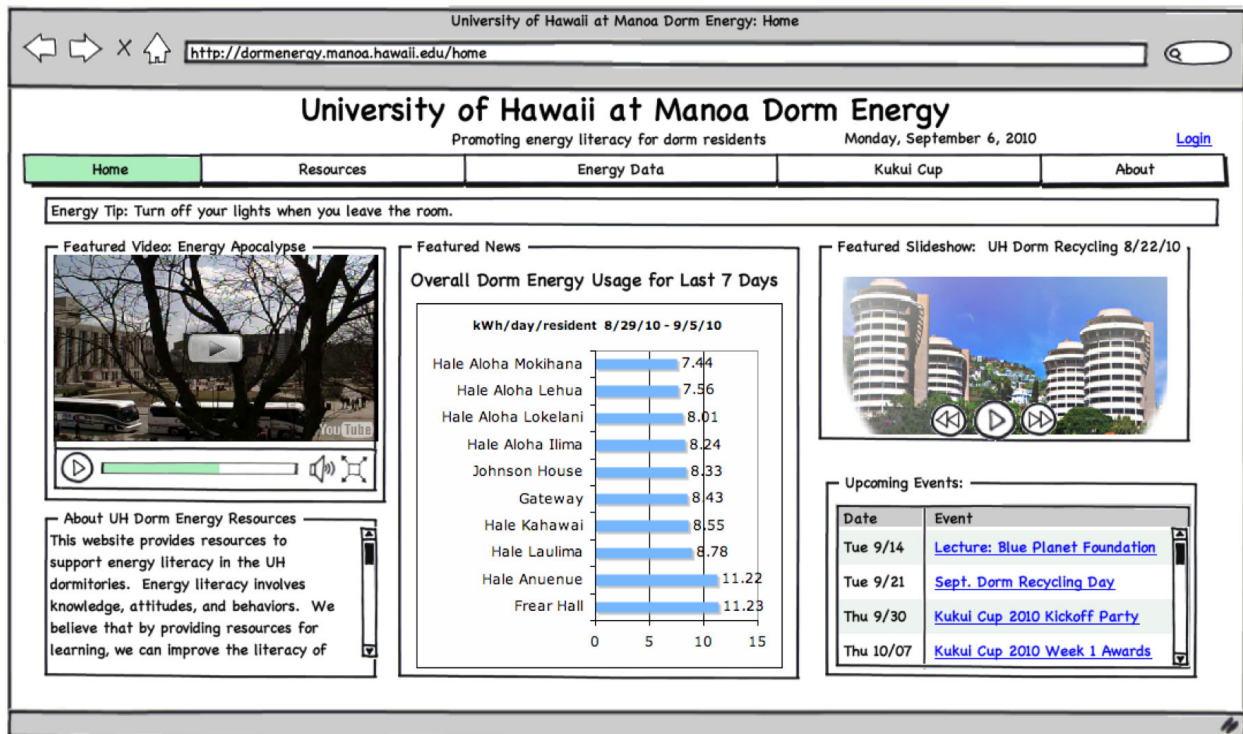 University of Hawaii at Manoa Dorm Energy: Home
http://dormenergy.manoa.hawaii.edu/home
University of Hawaii at Manoa Dorm Energy
Promoting energy literacy for dorm residents
Monday, September 6, 2010
Login
Home
Resources
Energy Data
Kukui Cup
About
Energy Tip: Turn off your lights when you leave the room.
Featured Video: Energy Apocalypse
YouTube
About UH Dorm Energy Resources
This website provides resources to
support energy literacy in the UH
dormitories. Energy literacy involves
knowledge, attitudes, and behaviors. We
believe that by providing resources for
learning, we can improve the literacy of
Featured News
Overall Dorm Energy Usage for Last 7 Days
kWh/day/resident 8/29/10 - 9/5/10
Hale Aloha Mokihana 7.44
Hale Aloha Lehua 7.56
Hale Aloha Lokelani 8.01
Hale Aloha Ilima 8.24
Johnson House 8.33
Gateway 8.43
Hale Kahawai 8.55
Hale Laulima 8.78
Hale Anuenue 11.22
Frear Hall 11.23
0 5 10 15
Featured Slideshow: UH Dorm Recycling 8/22/10
Upcoming Events:
Date Event
Tue 9/14 Lecture: Blue Planet Foundation
Tue 9/21 Sept. Dorm Recycling Day
Thu 9/30 Kukui Cup 2010 Kickoff Party
Thu 10/07 Kukui Cup 2010 Week 1 Awards